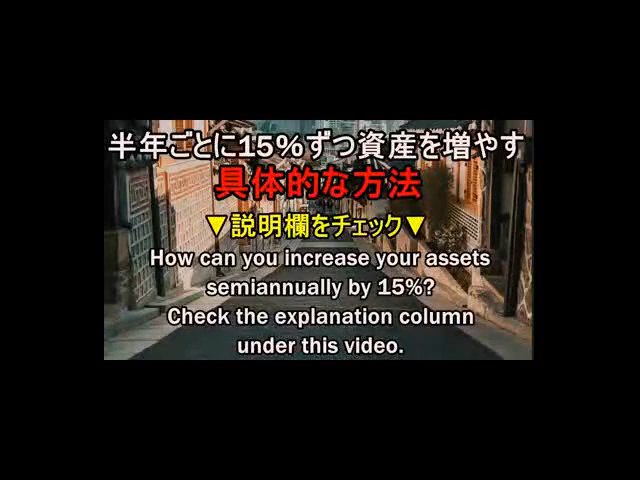 半年ごとに15%ずつ資産を増やす
具体的な方法
▼説明欄をチェック▼
How can you increase your assets
semiannually by 15%?
Check the explanation column
under this video.